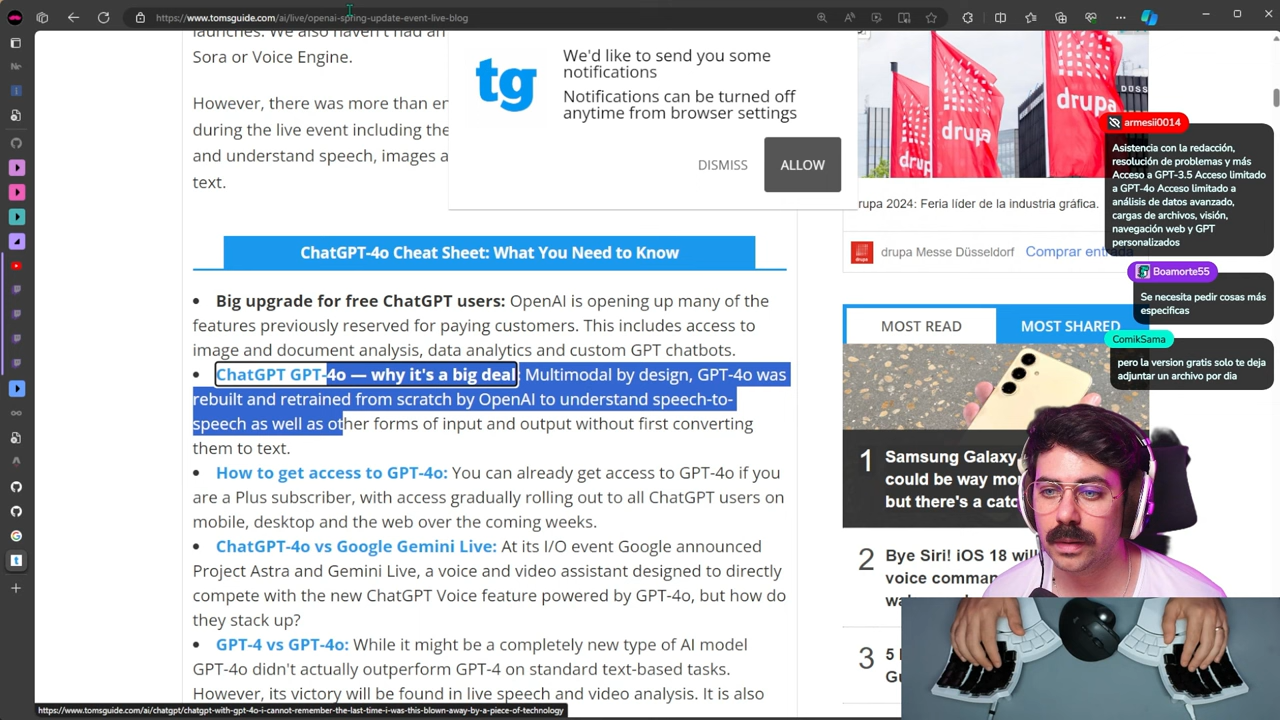 https://www.tomsguide.com/ai/live/openai-spring-update-event-live-blog
launches. We also haven't had an
Sora or Voice Engine.
However, there was more than en
during the live event including the
and understand speech, images a
text.
tg
We'd like to send you some
notifications
Notifications can be turned off
anytime from browser settings
DISMISS
ALLOW
ChatGPT-4o Cheat Sheet: What You Need to Know
• Big upgrade for free ChatGPT users: OpenAI is opening up many of the
features previously reserved for paying customers. This includes access to
image and document analysis, data analytics and custom GPT chatbots.
• ChatGPT GPT-4o — why it's a big deal: Multimodal by design, GPT-4o was
rebuilt and retrained from scratch by OpenAI to understand speech-to-
speech as well as other forms of input and output without first converting
them to text.
• How to get access to GPT-4o: You can already get access to GPT-4o if you
are a Plus subscriber, with access gradually rolling out to all ChatGPT users on
mobile, desktop and the web over the coming weeks.
• ChatGPT-4o vs Google Gemini Live: At its I/O event Google announced
Project Astra and Gemini Live, a voice and video assistant designed to directly
compete with the new ChatGPT Voice feature powered by GPT-4o, but how do
they stack up?
• GPT-4 vs GPT-4o: While it might be a completely new type of AI model
GPT-4o didn't actually outperform GPT-4 on standard text-based tasks.
However, its victory will be found in live speech and video analysis. It is also
https://www.tomsguide.com/ai/chatgpt/chatgpt-with-gpt-4o-i-cannot-remember-the-last-time-i-was-this-blown-away-by-a-piece-of-technology
drupa
drupa
drupa
drupa 2024: Feria líder de la industria gráfica.
drupa
drupa Messe Düsseldorf
Comprar entrada
MOST READ
MOST SHARED
1
Samsung Galaxy
could be way mo
but there's a catc
2
Bye Siri! iOS 18 will
voice comman
3
5
armesii0014
Asistencia con la redacción,
resolución de problemas y más
Acceso a GPT-3.5 Acceso limitado
a GPT-4o Acceso limitado a
análisis de datos avanzado,
cargas de archivos, visión,
navegación web y GPT
personalizados
Boamorte55
Se necesita pedir cosas más
especificas
ComikSama
pero la version gratis solo te deja
adjuntar un archivo por dia